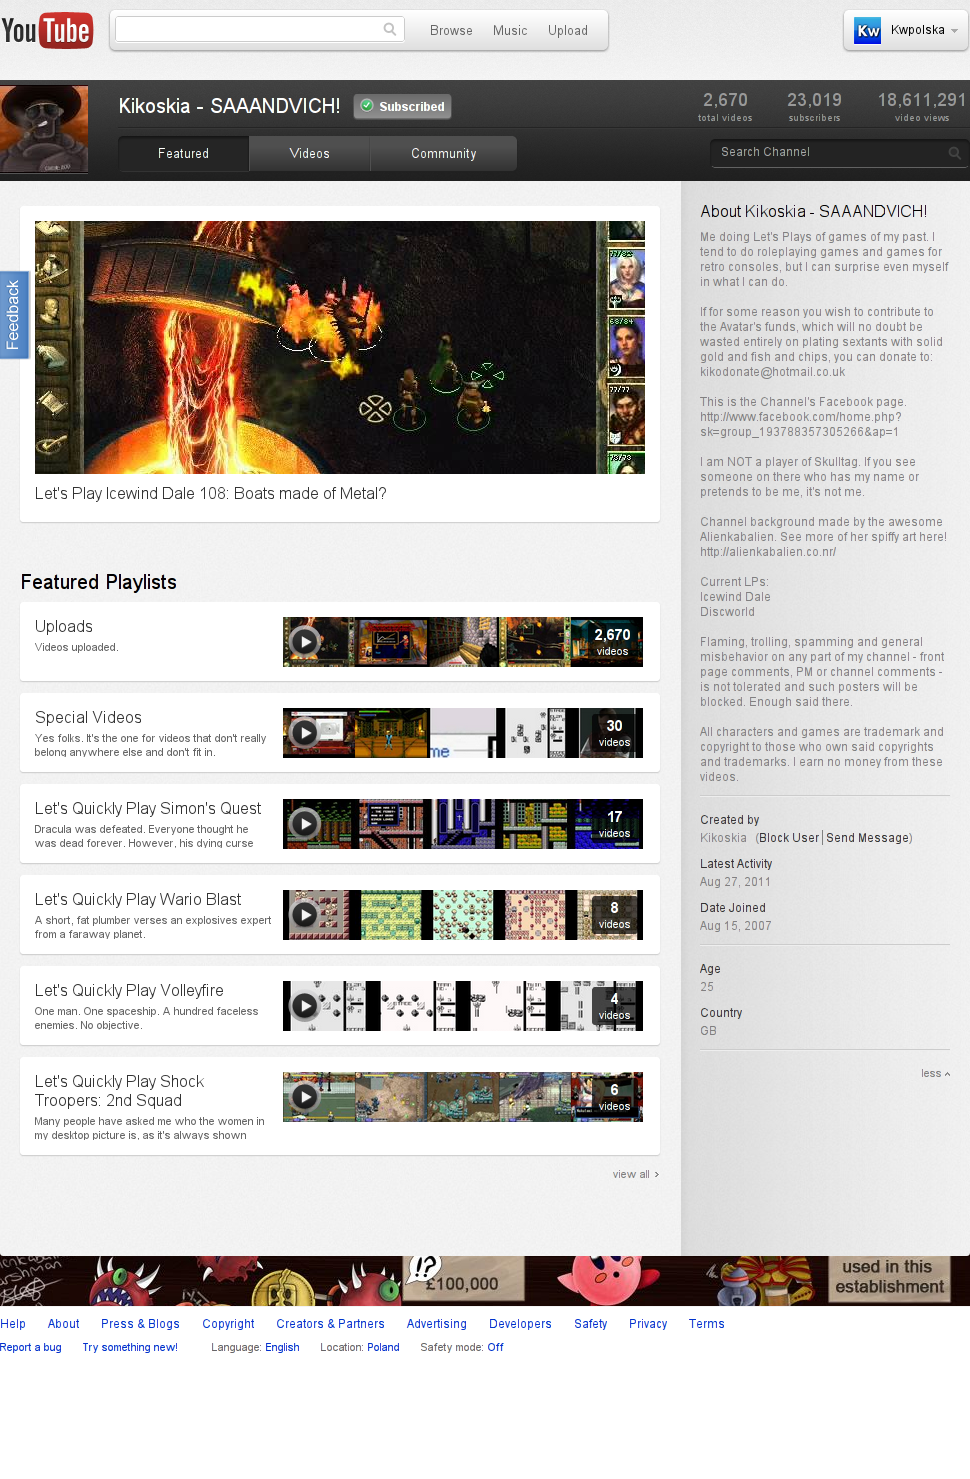 YouTube
Browse Music Upload
Kw Kwpolska
Kikoskia - SAAANDVICH! Subscribed
2,670 23,019 18,611,291
total videos subscribers video views
Featured Videos Community
Search Channel
Feedback
Let's Play Icewind Dale 108: Boats made of Metal?
Featured Playlists
Uploads
Videos uploaded.
2,670
videos
Special Videos
Yes folks. It's the one for videos that don't really
belong anywhere else and don't fit in.
30
videos
Let's Quickly Play Simon's Quest
Dracula was defeated. Everyone thought he
was dead forever. However, his dying curse
17
videos
Let's Quickly Play Wario Blast
A short, fat plumber verses an explosives expert
from a faraway planet.
8
videos
Let's Quickly Play Volleyfire
One man. One spaceship. A hundred faceless
enemies. No objective.
4
videos
Let's Quickly Play Shock
Troopers: 2nd Squad
Many people have asked me who the women in
my desktop picture is, as it's always shown
6
videos
view all
About Kikoskia - SAAANDVICH!
Me doing Let's Plays of games of my past. I
tend to do roleplaying games and games for
retro consoles, but I can surprise even myself
in what I can do.
If for some reason you wish to contribute to
the Avatar's funds, which will no doubt be
wasted entirely on plating sextants with solid
gold and fish and chips, you can donate to:
kikodonate@hotmail.co.uk
This is the Channel's Facebook page.
http://www.facebook.com/home.php?
sk=group_193788357305266&ap=1
I am NOT a player of Skulltag. If you see
someone on there who has my name or
pretends to be me, it's not me.
Channel background made by the awesome
Alienkabalien. See more of her spiffy art here!
http://alienkabalien.co.nr/
Current LPs:
Icewind Dale
Discworld
Flaming, trolling, spamming and general
misbehavior on any part of my channel - front
page comments, PM or channel comments -
is not tolerated and such posters will be
blocked. Enough said there.
All characters and games are trademark and
copyright to those who own said copyrights
and trademarks. I earn no money from these
videos.
Created by
Kikoskia (Block User | Send Message)
Latest Activity
Aug 27, 2011
Date Joined
Aug 15, 2007
Age
25
Country
GB
less
!?
£100,000
used in this
establishment
Help About Press & Blogs Copyright Creators & Partners Advertising Developers Safety Privacy Terms
Report a bug Try something new! Language: English Location: Poland Safety mode: Off